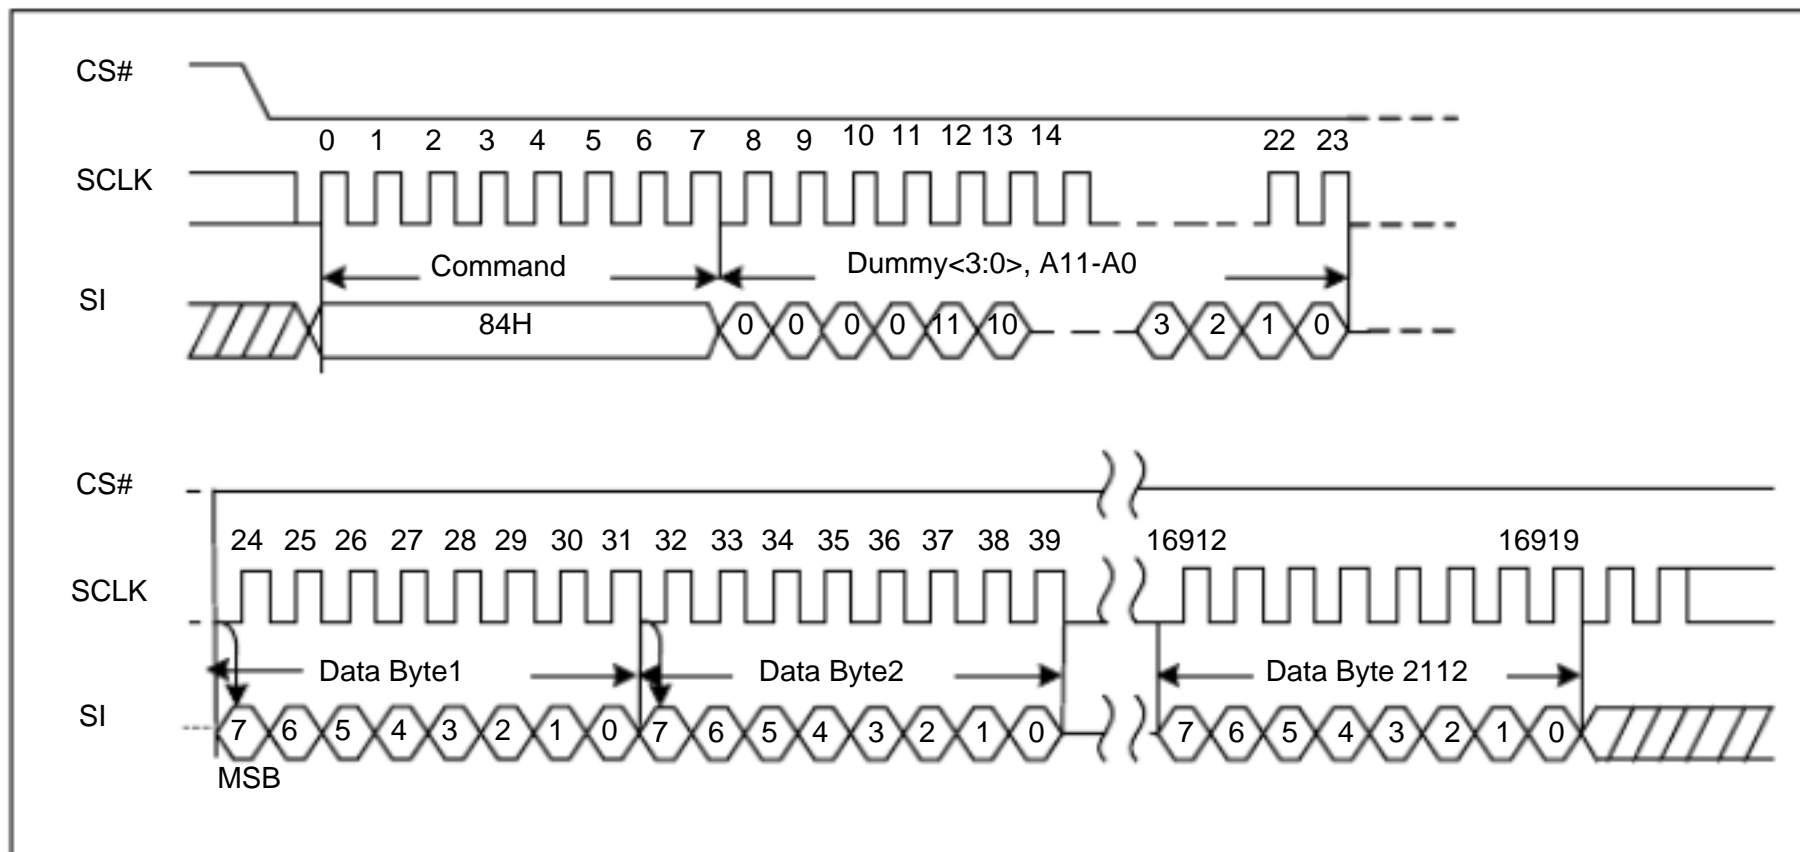 CS#
0 1 2 3 4 5 6 7 8 9 10 11 12 13 14 22 23
SCLK
Command Dummy<3:0>, A11-A0
SI
84H 0 0 0 0 11 10 3 2 1 0
CS#
24 25 26 27 28 29 30 31 32 33 34 35 36 37 38 39 16912 16919
SCLK
Data Byte1 Data Byte2 Data Byte 2112
SI
7 6 5 4 3 2 1 0 7 6 5 4 3 2 1 0 7 6 5 4 3 2 1 0
MSB